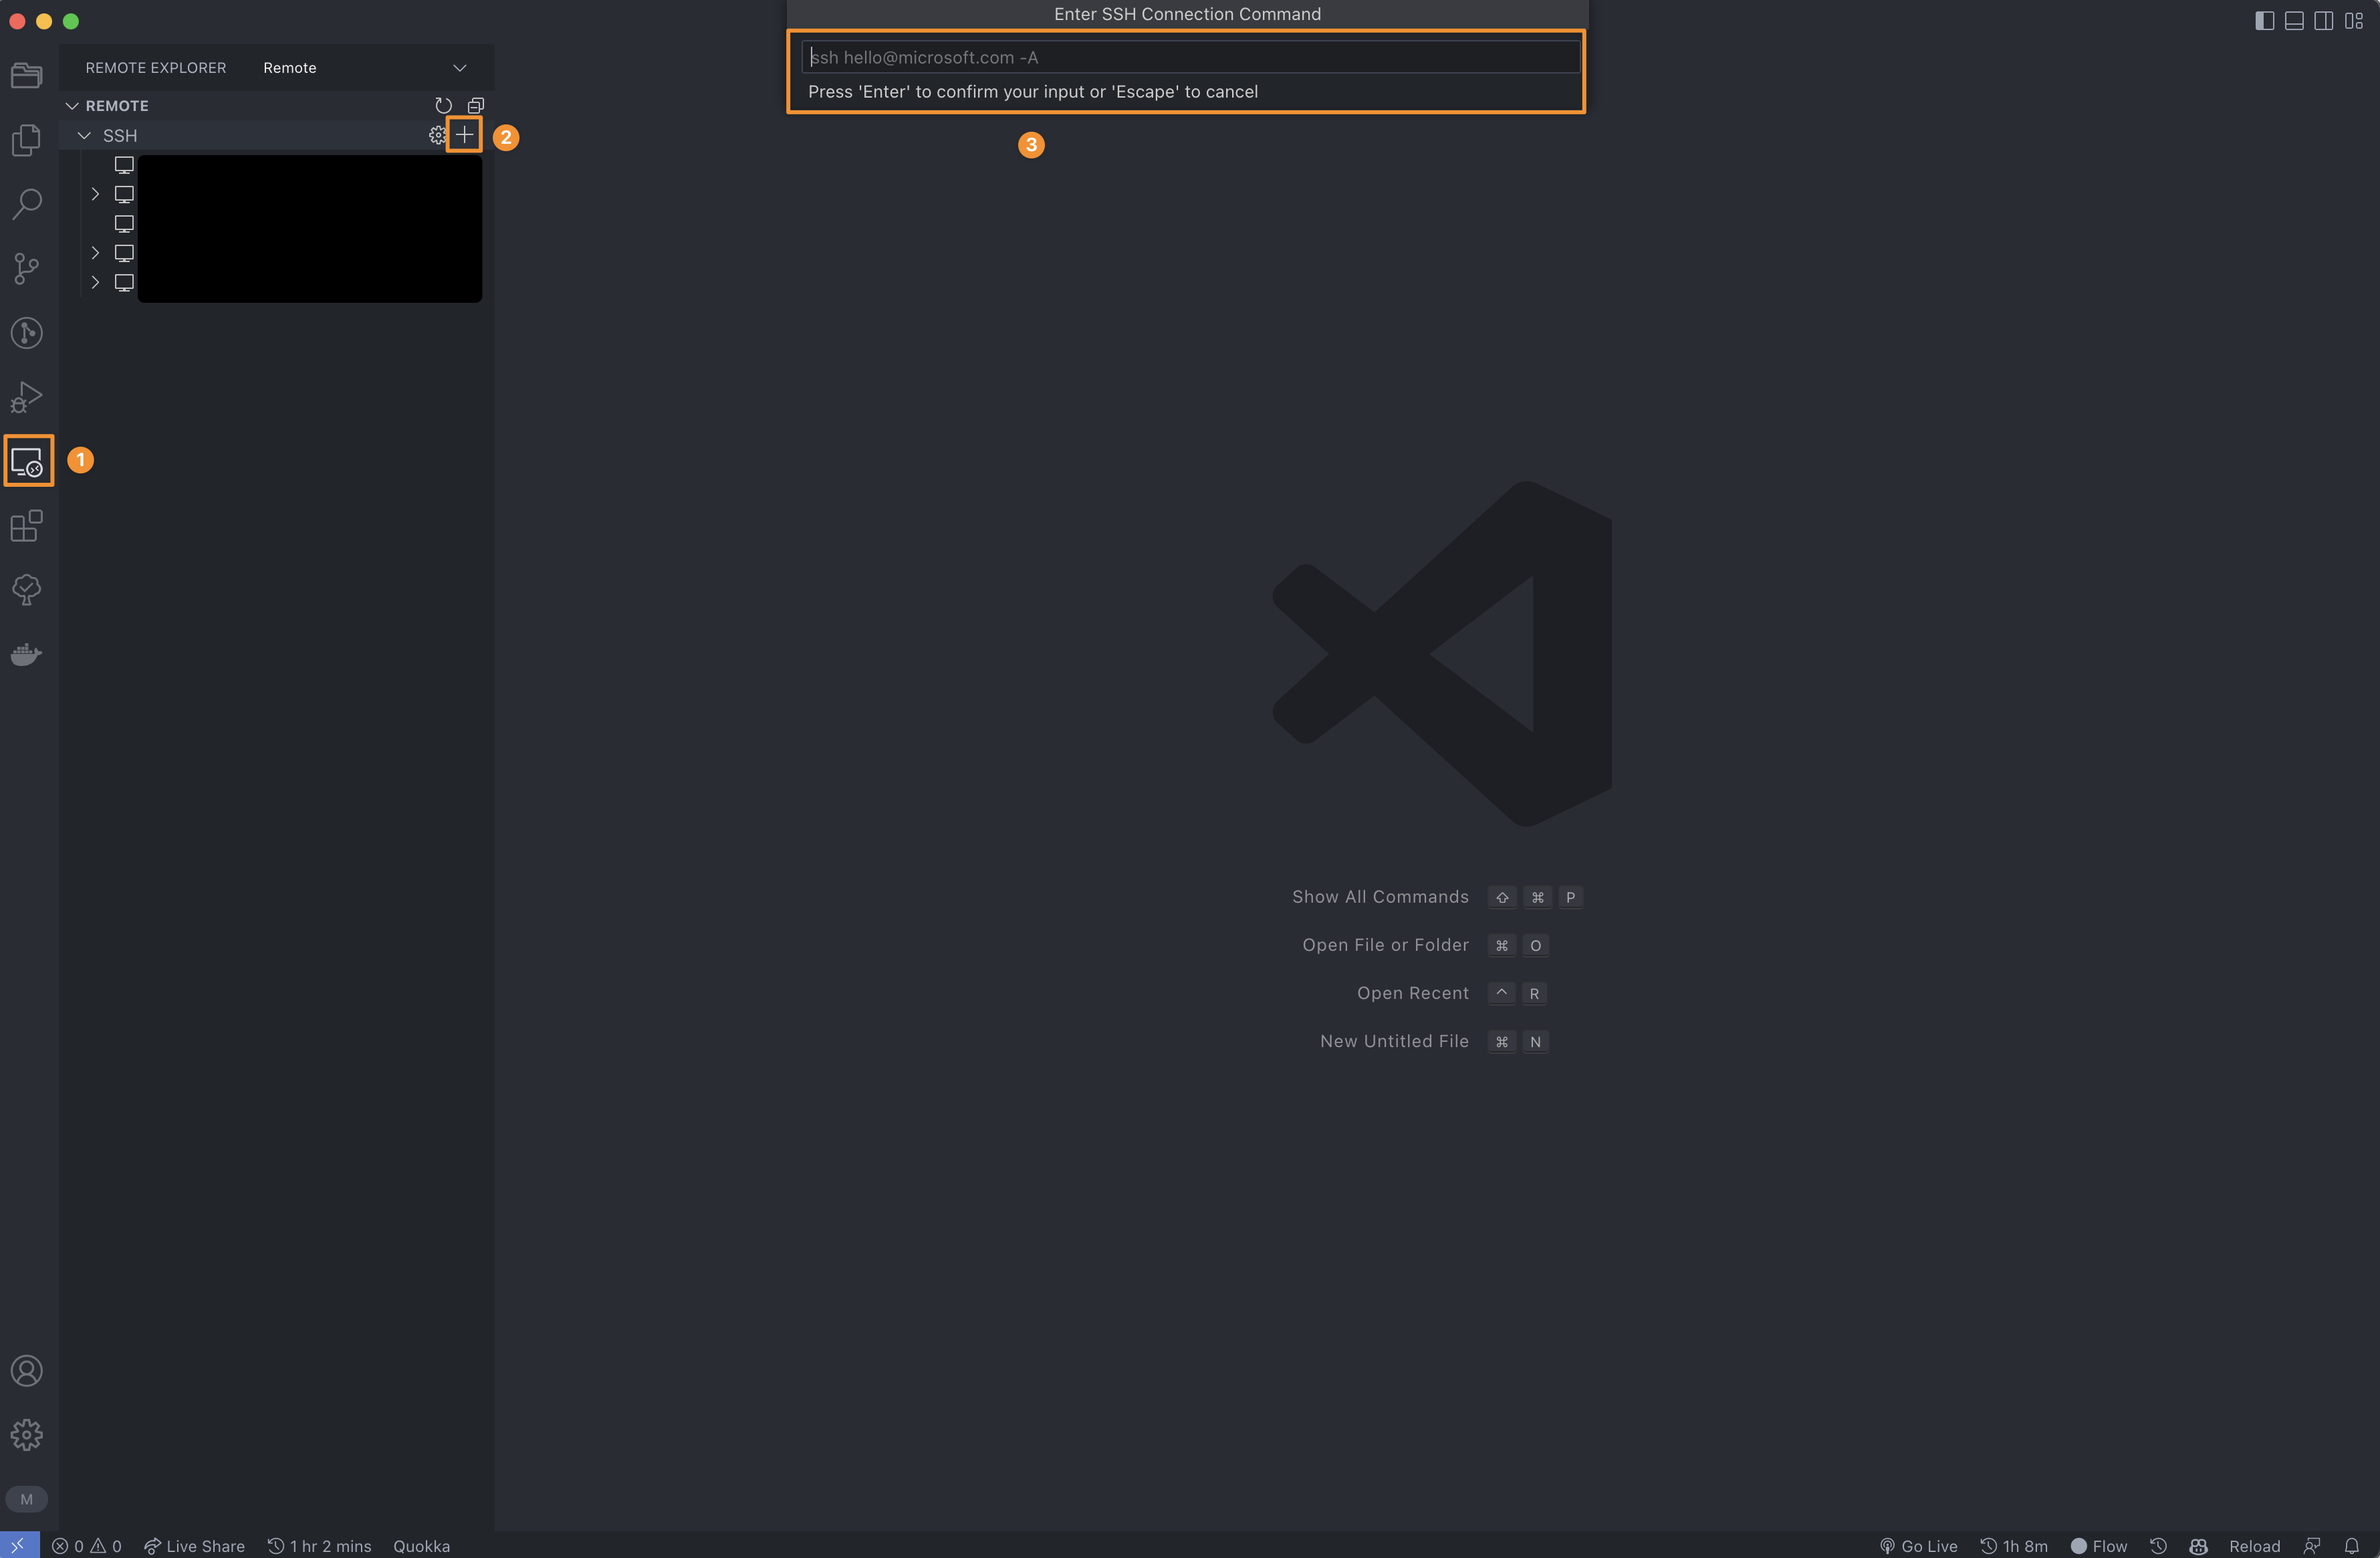 Enter SSH Connection Command
ssh hello@microsoft.com -A
Press 'Enter' to confirm your input or 'Escape' to cancel
3
REMOTE EXPLORER Remote
REMOTE
SSH
2
1
Show All Commands ⇧ ⌘ P
Open File or Folder ⌘ O
Open Recent ^ R
New Untitled File ⌘ N
M
0 0 Live Share 1 hr 2 mins Quokka
Go Live 1h 8m Flow Reload